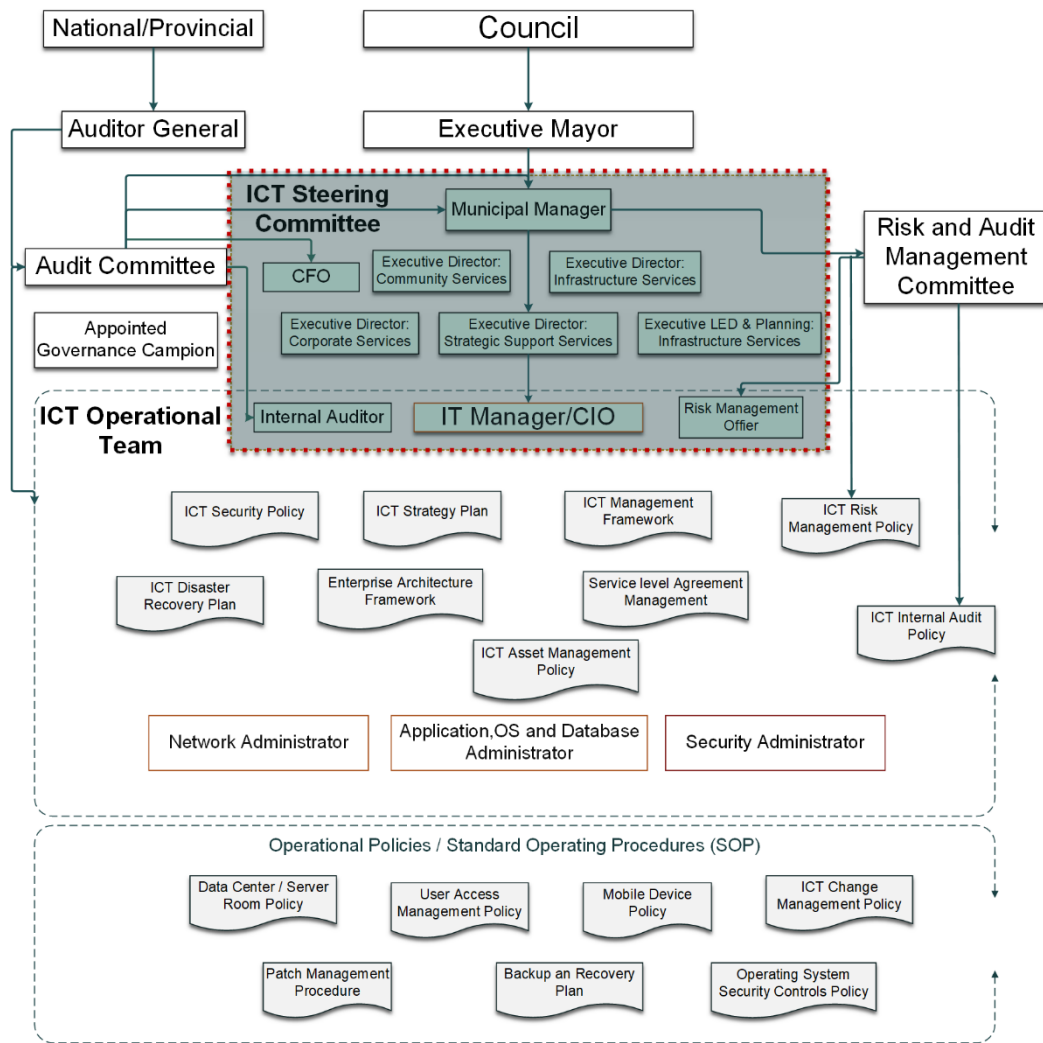 National/Provincial
Council
Auditor General
Executive Mayor
ICT Steering
Committee
Municipal Manager
Risk and Audit
Management
Committee
Audit Committee
CFO
Executive Director:
Community Services
Executive Director:
Infrastructure Services
Appointed
Governance Campion
Executive Director:
Corporate Services
Executive Director:
Strategic Support Services
Executive LED & Planning:
Infrastructure Services
ICT Operational
Team
Internal Auditor
IT Manager/CIO
Risk Management
Offier
ICT Security Policy
ICT Strategy Plan
ICT Management
Framework
ICT Risk
Management Policy
ICT Disaster
Recovery Plan
Enterprise Architecture
Framework
Service level Agreement
Management
ICT Internal Audit
Policy
ICT Asset Management
Policy
Network Administrator
Application,OS and Database
Administrator
Security Administrator
Operational Policies / Standard Operating Procedures (SOP)
Data Center / Server
Room Policy
User Access
Management Policy
Mobile Device
Policy
ICT Change
Management Policy
Patch Management
Procedure
Backup an Recovery
Plan
Operating System
Security Controls Policy